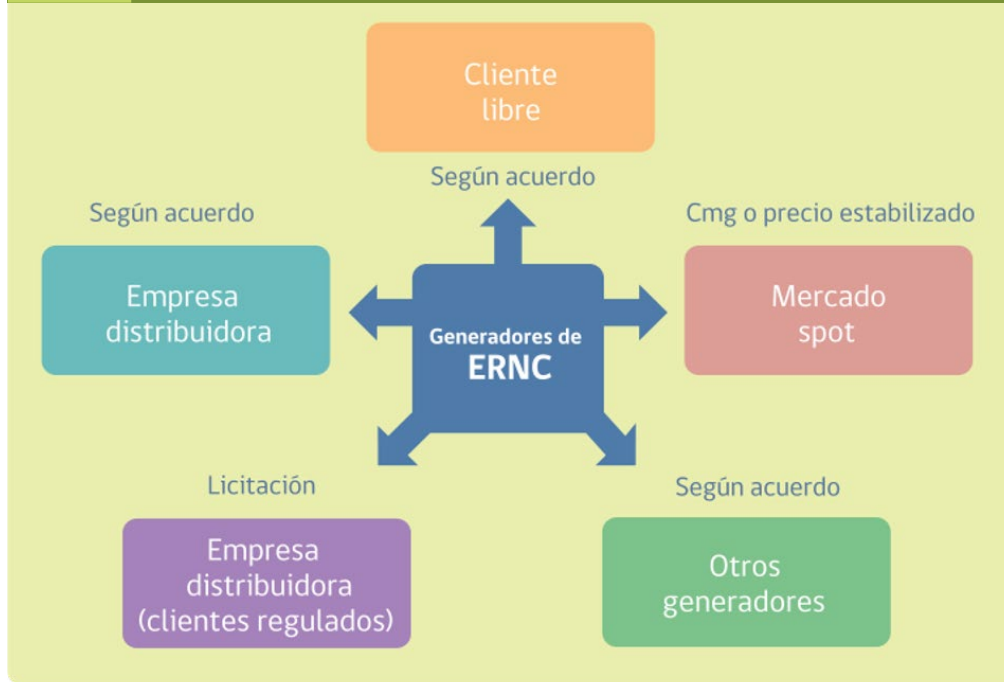 Cliente
libre
Según acuerdo
Según acuerdo
Empresa
distribuidora
Cmg o precio estabilizado
Mercado
spot
Generadores de
ERNC
Licitación
Empresa
distribuidora
(clientes regulados)
Según acuerdo
Otros
generadores